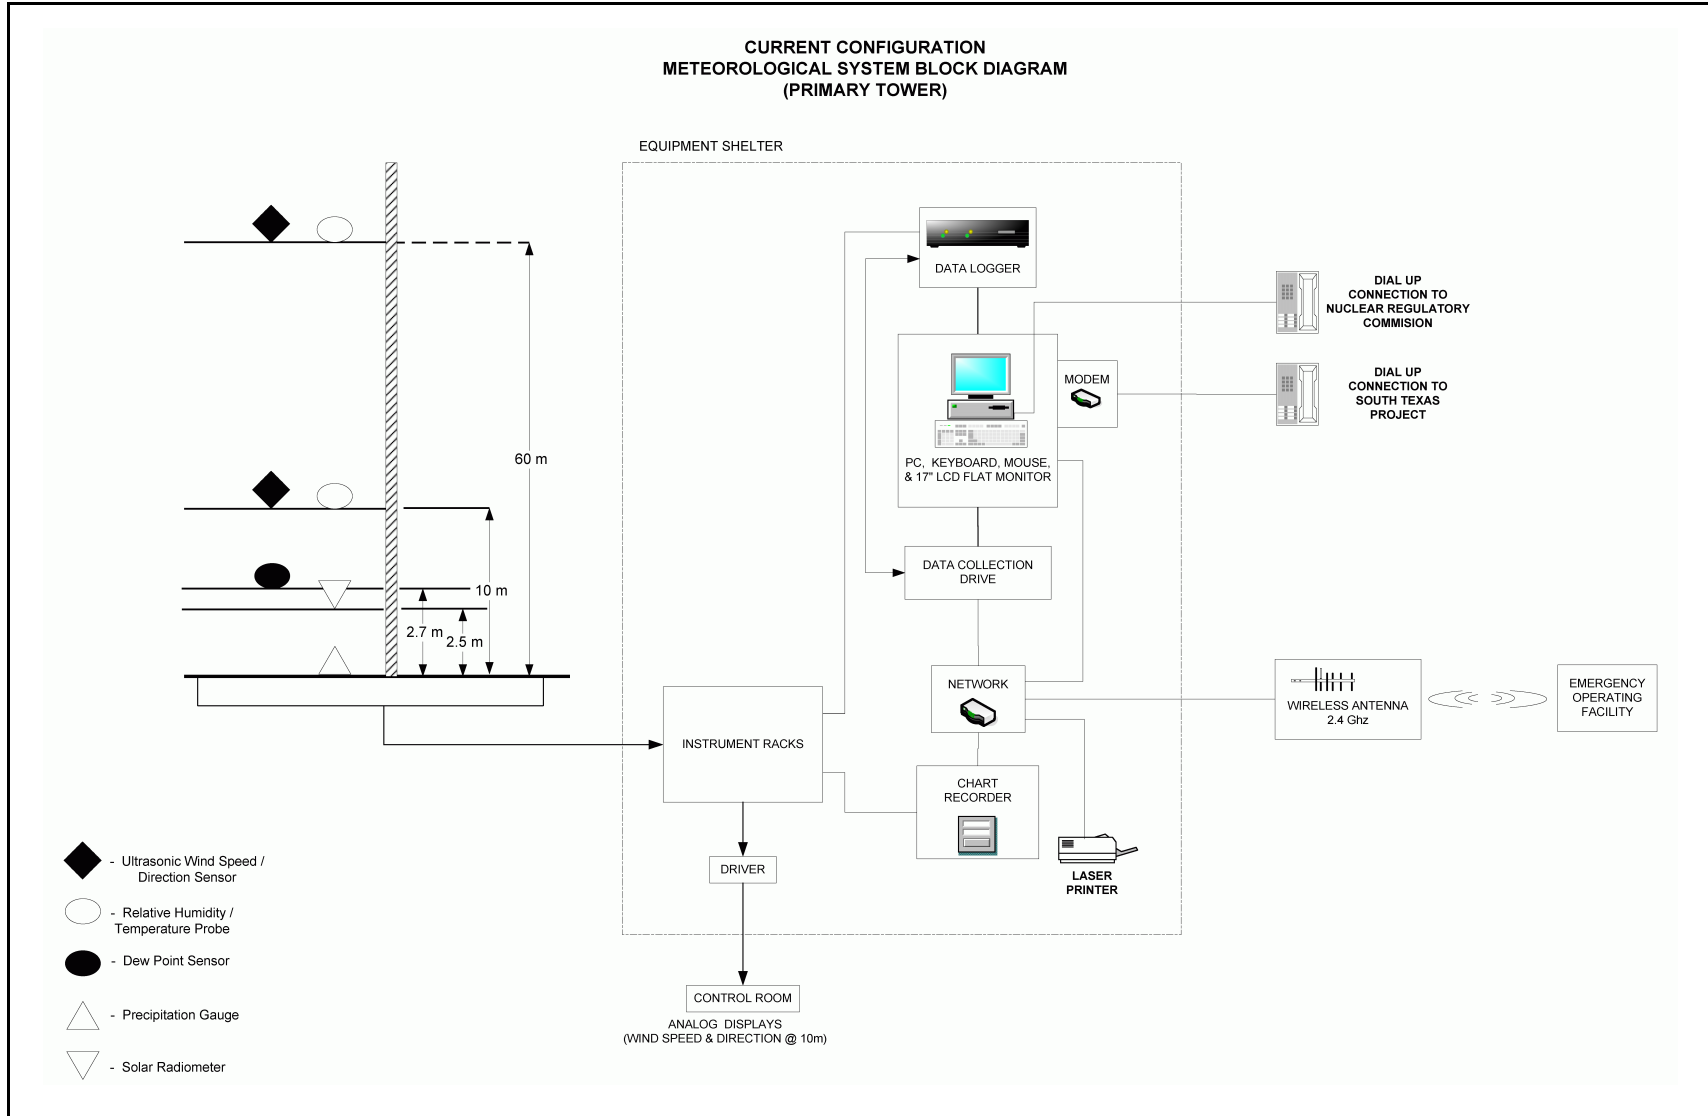 CURRENT CONFIGURATION
METEOROLOGICAL SYSTEM BLOCK DIAGRAM
(PRIMARY TOWER)
EQUIPMENT SHELTER
DATA LOGGER
DIAL UP
CONNECTION TO
NUCLEAR REGULATORY
COMMISION
MODEM
DIAL UP
CONNECTION TO
SOUTH TEXAS
PROJECT
PC, KEYBOARD, MOUSE,
& 17" LCD FLAT MONITOR
60 m
10 m
2.7 m
2.5 m
DATA COLLECTION
DRIVE
NETWORK
WIRELESS ANTENNA
2.4 Ghz
EMERGENCY
OPERATING
FACILITY
INSTRUMENT RACKS
CHART
RECORDER
LASER
PRINTER
DRIVER
CONTROL ROOM
ANALOG DISPLAYS
(WIND SPEED & DIRECTION @ 10m)
- Ultrasonic Wind Speed /
Direction Sensor
- Relative Humidity /
Temperature Probe
- Dew Point Sensor
- Precipitation Gauge
- Solar Radiometer